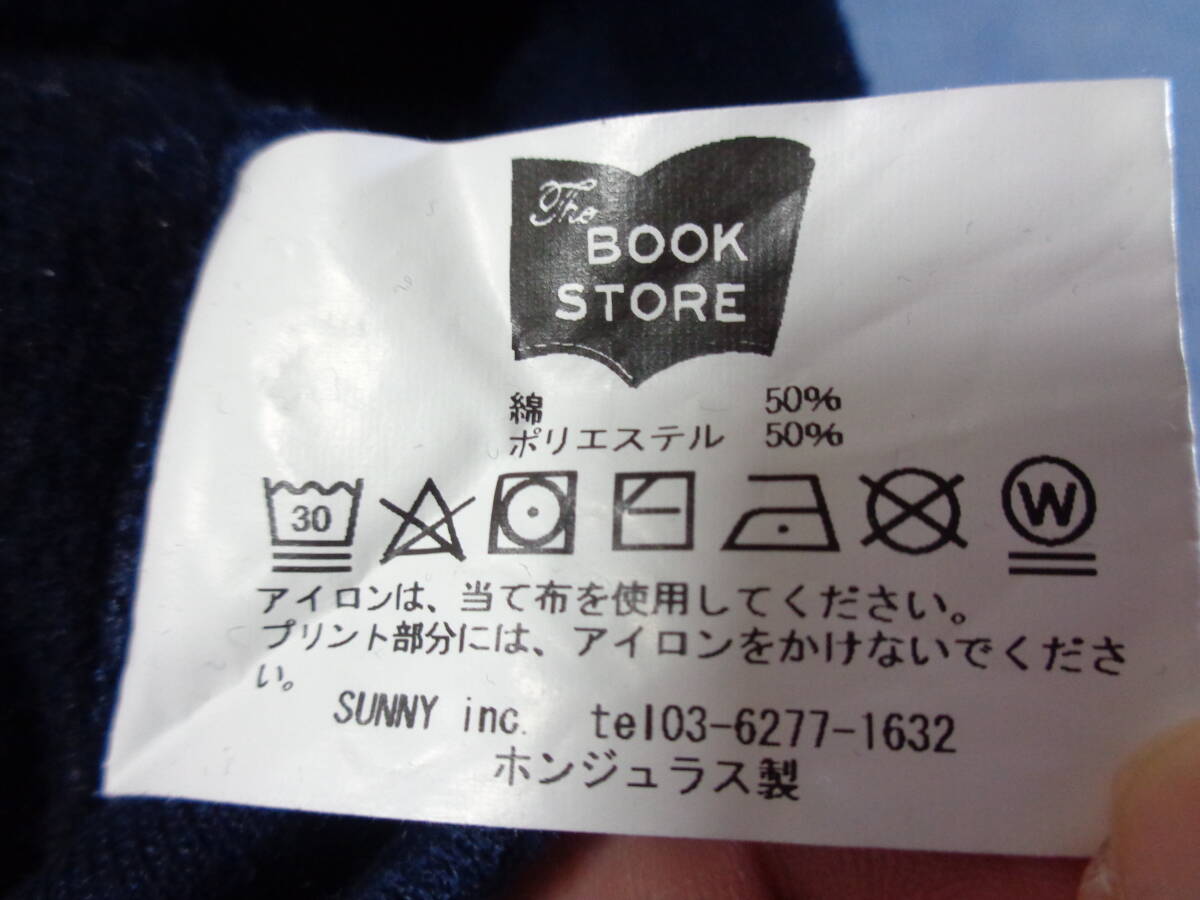 The
BOOK
STORE
綿 50%
ポリエステル 50%
30
W
アイロンは、当て布を使用してください。
プリント部分には、アイロンをかけないでくださ
い。
SUNNY inc. tel03-6277-1632
ホンジュラス製